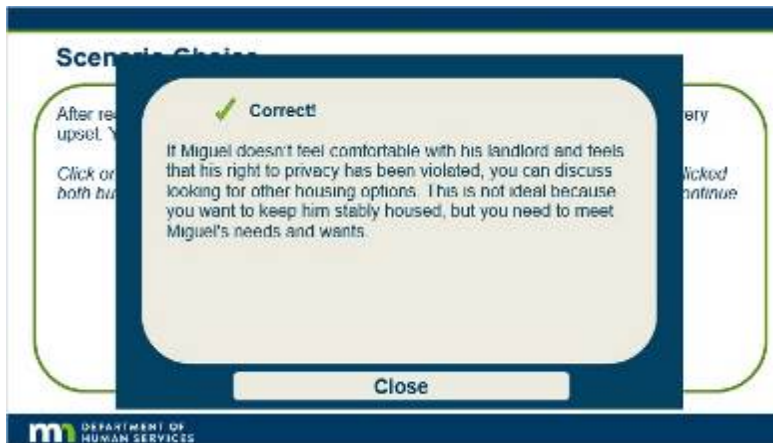 Scenario Choice
After re
ery
upset. Y
Click or
licked
both bu
ontinue
Correct!
If Miguel doesn't feel comfortable with his landlord and feels
that his right to privacy has been violated, you can discuss
looking for other housing options. This is not ideal because
you want to keep him stably housed, but you need to meet
Miguel's needs and wants.
Close
DEPARTMENT OF
HUMAN SERVICES